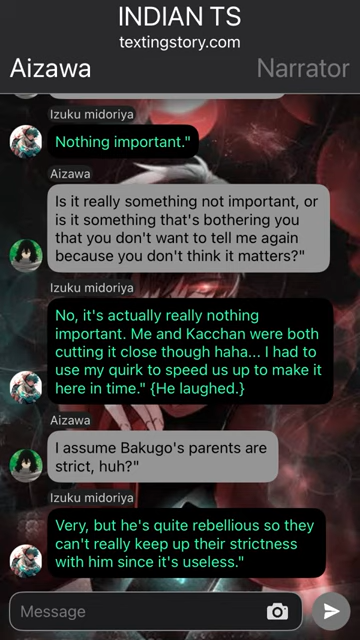 INDIAN TS
textingstory.com
Aizawa
Narrator
Izuku midoriya
Nothing important."
Aizawa
Is it really something not important, or
is it something that's bothering you
that you don't want to tell me again
because you don't think it matters?"
Izuku midoriya
No, it's actually really nothing
important. Me and Kacchan were both
cutting it close though haha... I had to
use my quirk to speed us up to make it
here in time." {He laughed.}
Aizawa
I assume Bakugo's parents are
strict, huh?"
Izuku midoriya
Very, but he's quite rebellious so they
can't really keep up their strictness
with him since it's useless."
Message